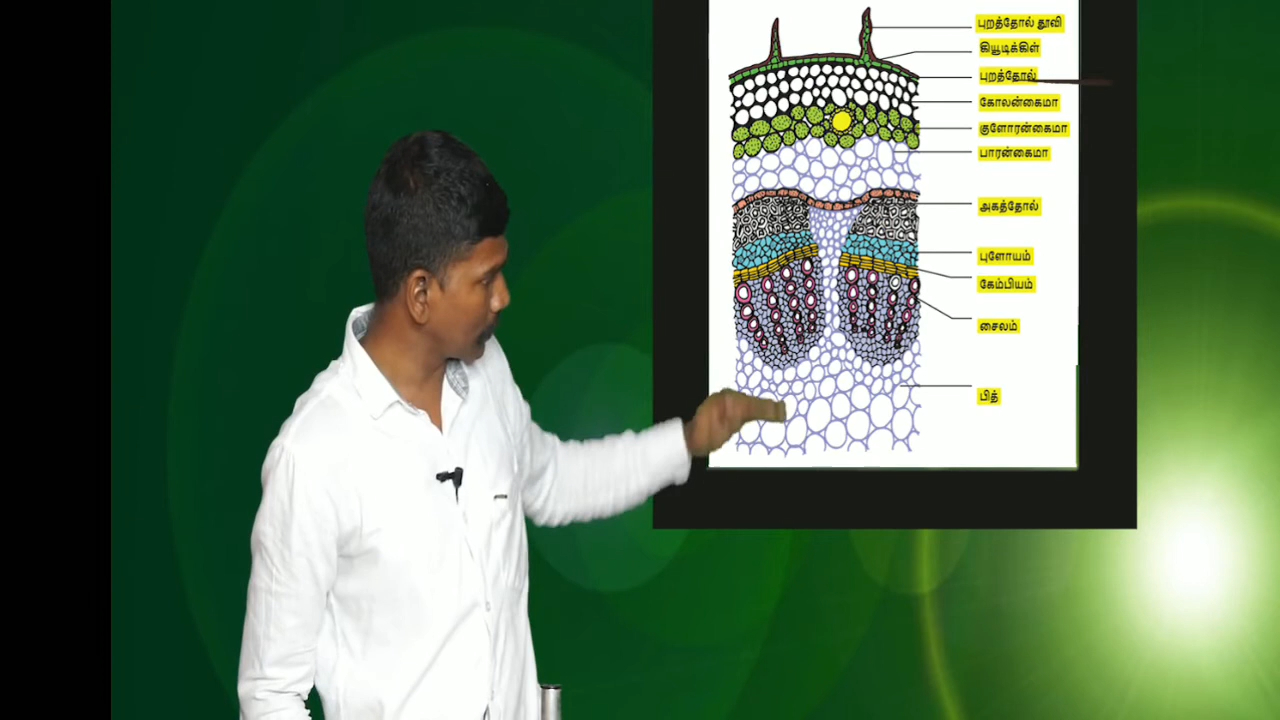 புறத்தோல் தூவி
கியூடிக்கிள்
புறத்தோல்
கோலன்கைமா
குளோரன்கைமா
பாரன்கைமா
அகத்தோல்
புளோயம்
கேம்பியம்
சைலம்
பித்